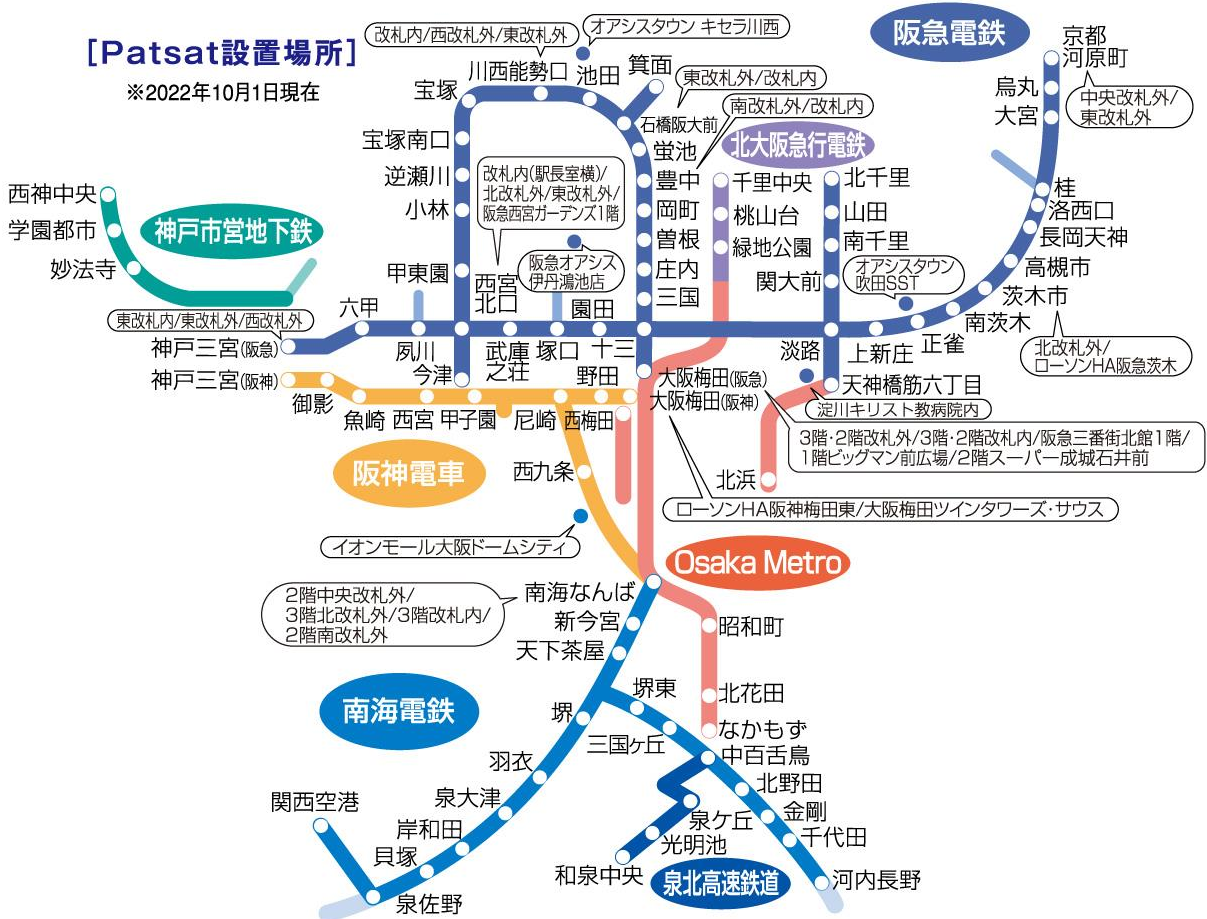 [Patsat設置場所]
※2022年10月1日現在
改札内/西改札外/東改札外
オアシスタウン キセラ川西
阪急電鉄
京都
河原町
烏丸
大宮
中央改札外/
東改札外
川西能勢口
池田
箕面
宝塚
東改札外/改札内
南改札外/改札内
石橋阪大前
北大阪急行電鉄
宝塚南口
蛍池
逆瀬川
改札内(駅長室横)/
北改札外/東改札外/
阪急西宮ガーデンズ1階
豊中
千里中央
北千里
桂
小林
岡町
桃山台
山田
洛西口
西神中央
学園都市
妙法寺
神戸市営地下鉄
曽根
緑地公園
南千里
長岡天神
甲東園
西宮
北口
阪急オアシス
伊丹鴻池店
庄内
関大前
オアシスタウン
吹田SST
高槻市
三国
茨木市
東改札内/東改札外/西改札外
六甲
園田
南茨木
神戸三宮(阪急)
夙川
武庫
之荘
塚口
十三
淡路
上新庄
正雀
北改札外/
ローソンHA阪急茨木
神戸三宮(阪神)
今津
野田
大阪梅田(阪急)
大阪梅田(阪神)
天神橋筋六丁目
御影
魚崎
西宮
甲子園
尼崎
西梅田
淀川キリスト教病院内
3階・2階改札外/3階・2階改札内/阪急三番街北館1階/
1階ビッグマン前広場/2階スーパー成城石井前
阪神電車
西九条
北浜
ローソンHA阪神梅田東/大阪梅田ツインタワーズ・サウス
イオンモール大阪ドームシティ
Osaka Metro
2階中央改札外/
3階北改札外/3階改札内/
2階南改札外
南海なんば
新今宮
天下茶屋
昭和町
南海電鉄
堺東
北花田
堺
三国ヶ丘
なかもず
中百舌鳥
羽衣
北野田
関西空港
泉大津
泉ケ丘
金剛
岸和田
光明池
千代田
貝塚
和泉中央
泉北高速鉄道
河内長野
泉佐野